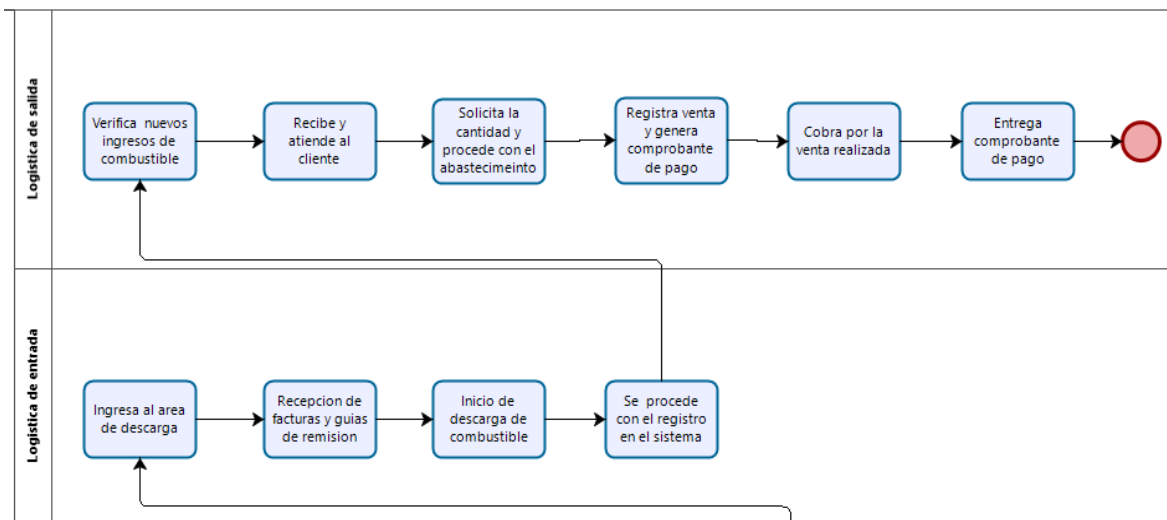 Logistica de salida
Verifica nuevos
ingresos de
combustible
Recibe y
atiende al
cliente
Solicita la
cantidad y
procede con el
abastecimeinto
Registra venta
y genera
comprobante
de pago
Cobra por la
venta realizada
Entrega
comprobante
de pago
Logistica de entrada
Ingresa al area
de descarga
Recepcion de
facturas y guias
de remision
Inicio de
descarga de
combustible
Se procede
con el registro
en el sistema